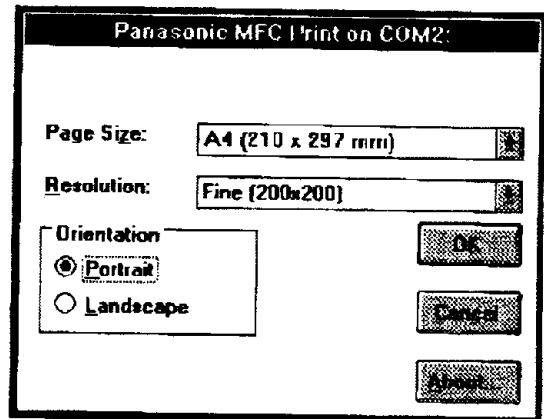 Panasonic MFC Print on COM2:
Page Size:
A4 (210 x 297 mm)
Resolution:
Fine (200x200)
Orientation
Portrait
Landscape
OK
Cancel
About...